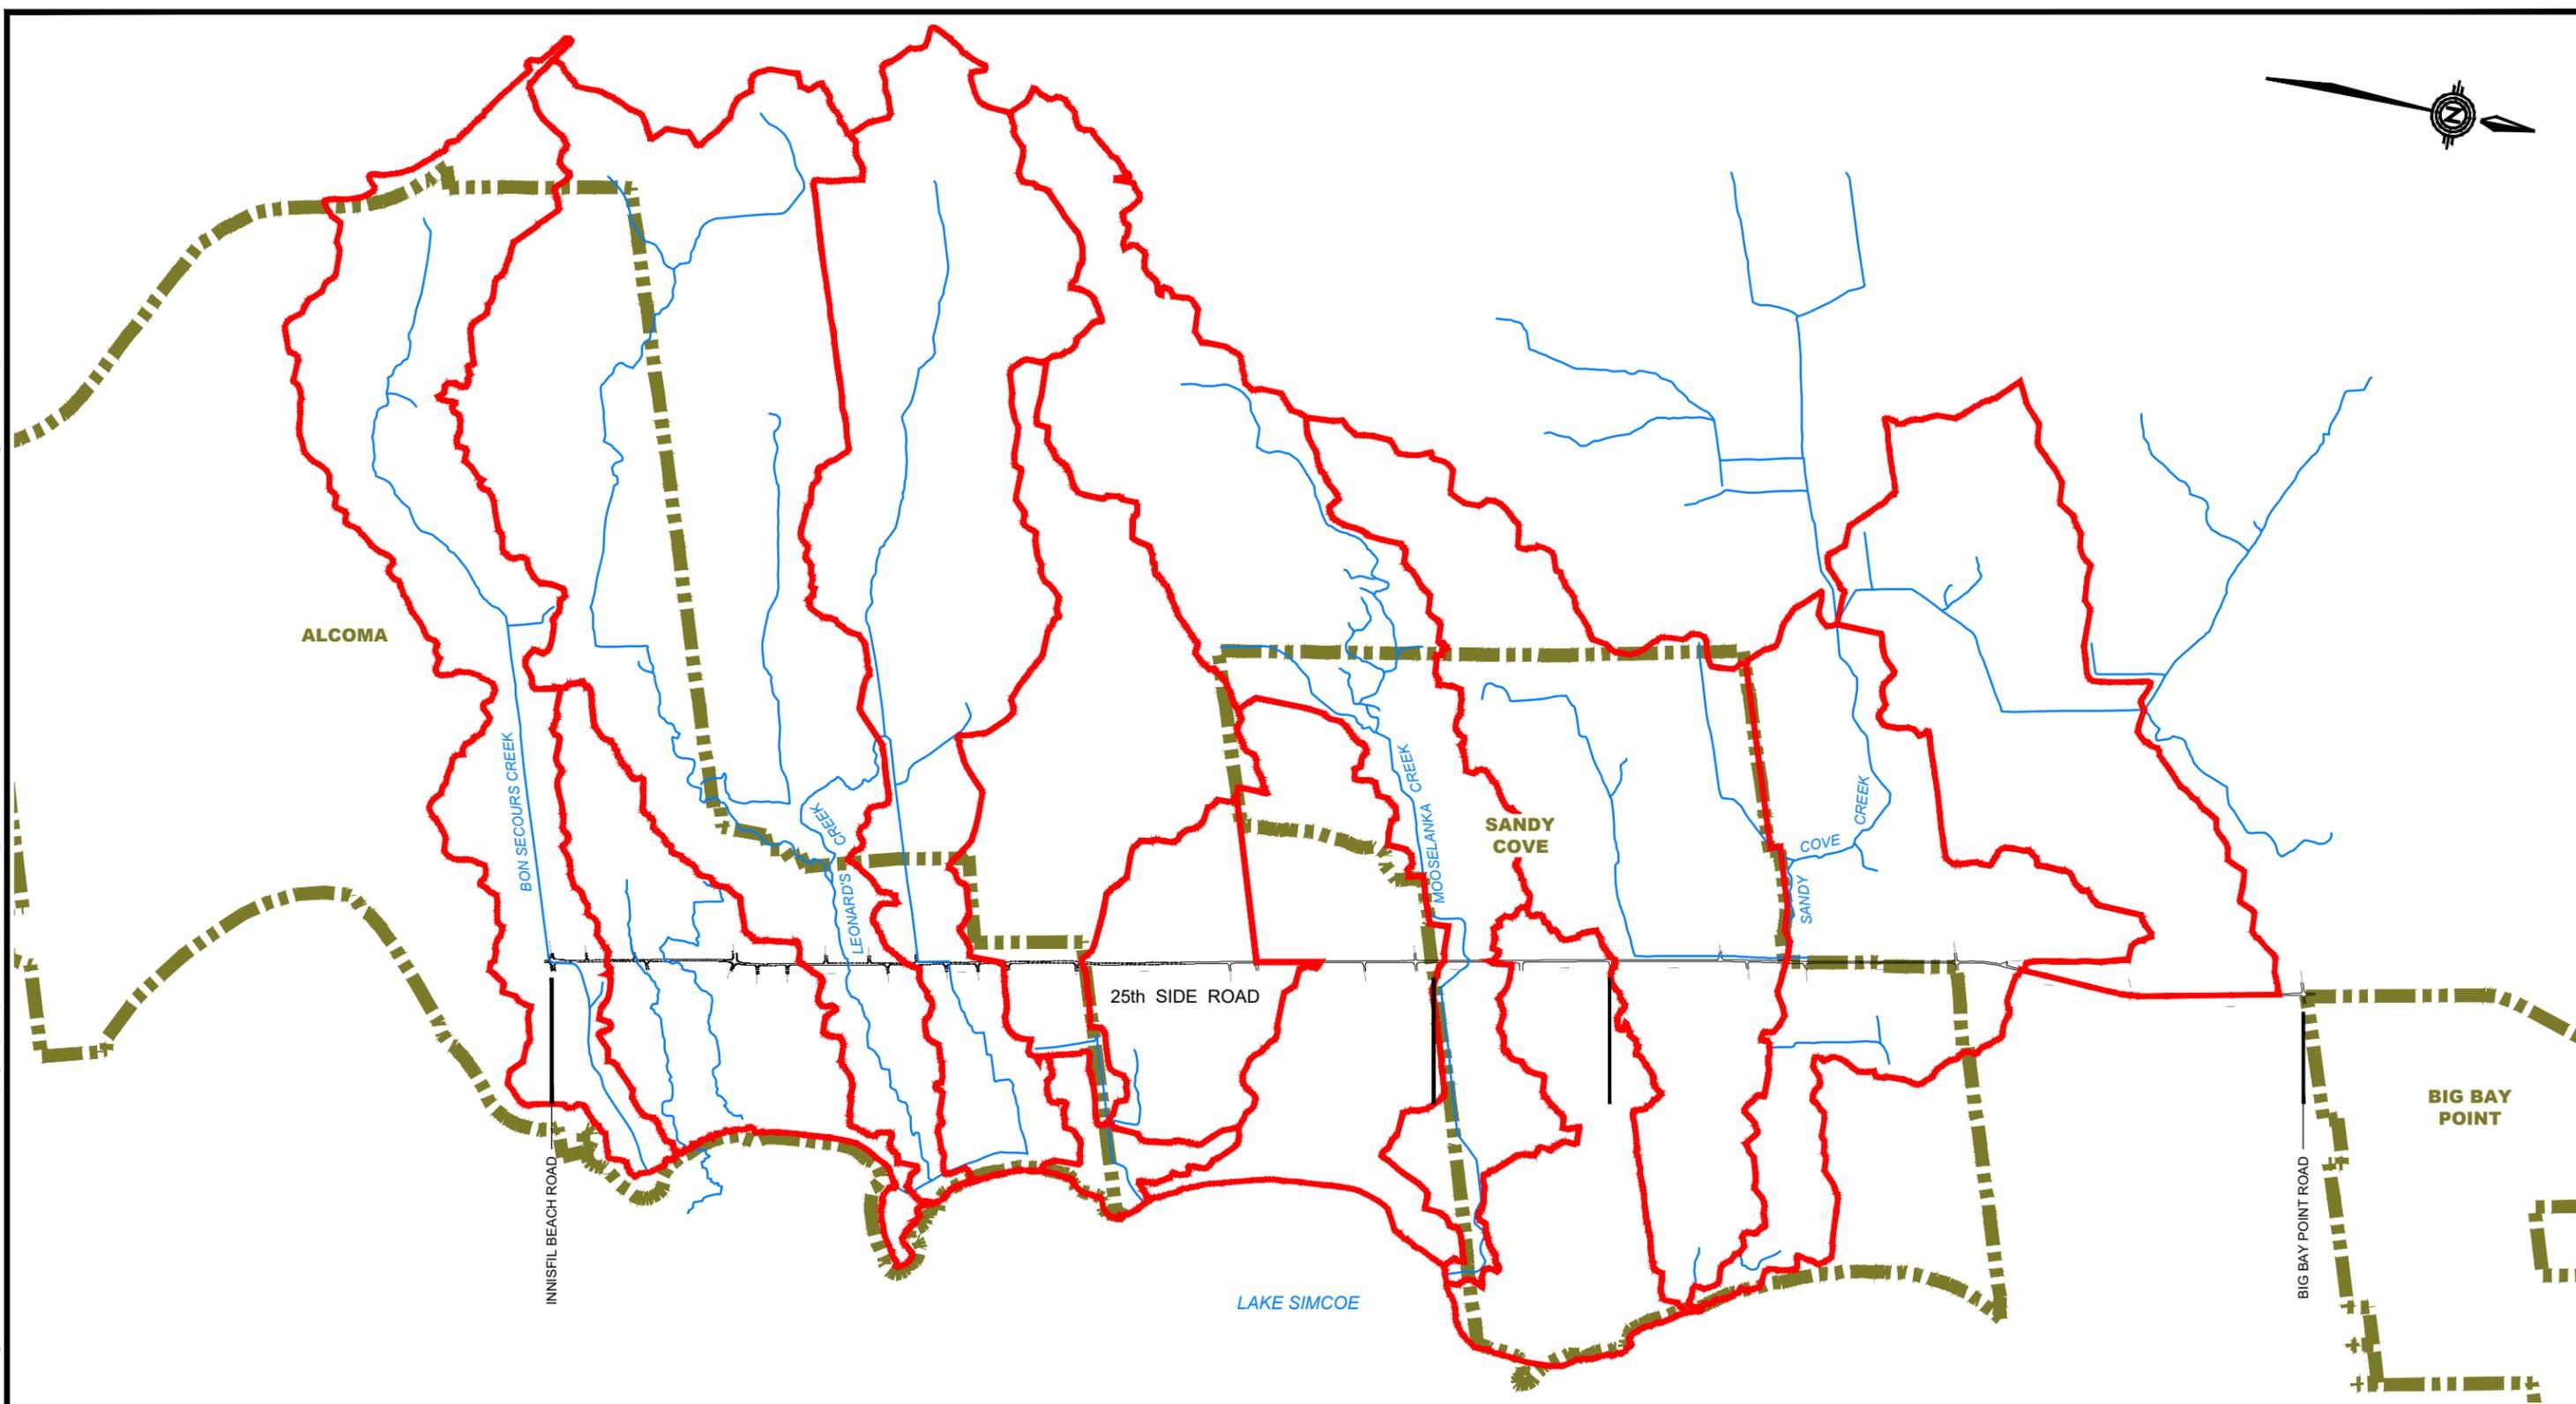 N
ALCOMA
BON SECOURS CREEK
LEONARD'S CREEK
MOOSELANKA CREEK
SANDY
COVE
SANDY COVE CREEK
25th SIDE ROAD
BIG BAY
POINT
INNISFIL BEACH ROAD
BIG BAY POINT ROAD
LAKE SIMCOE